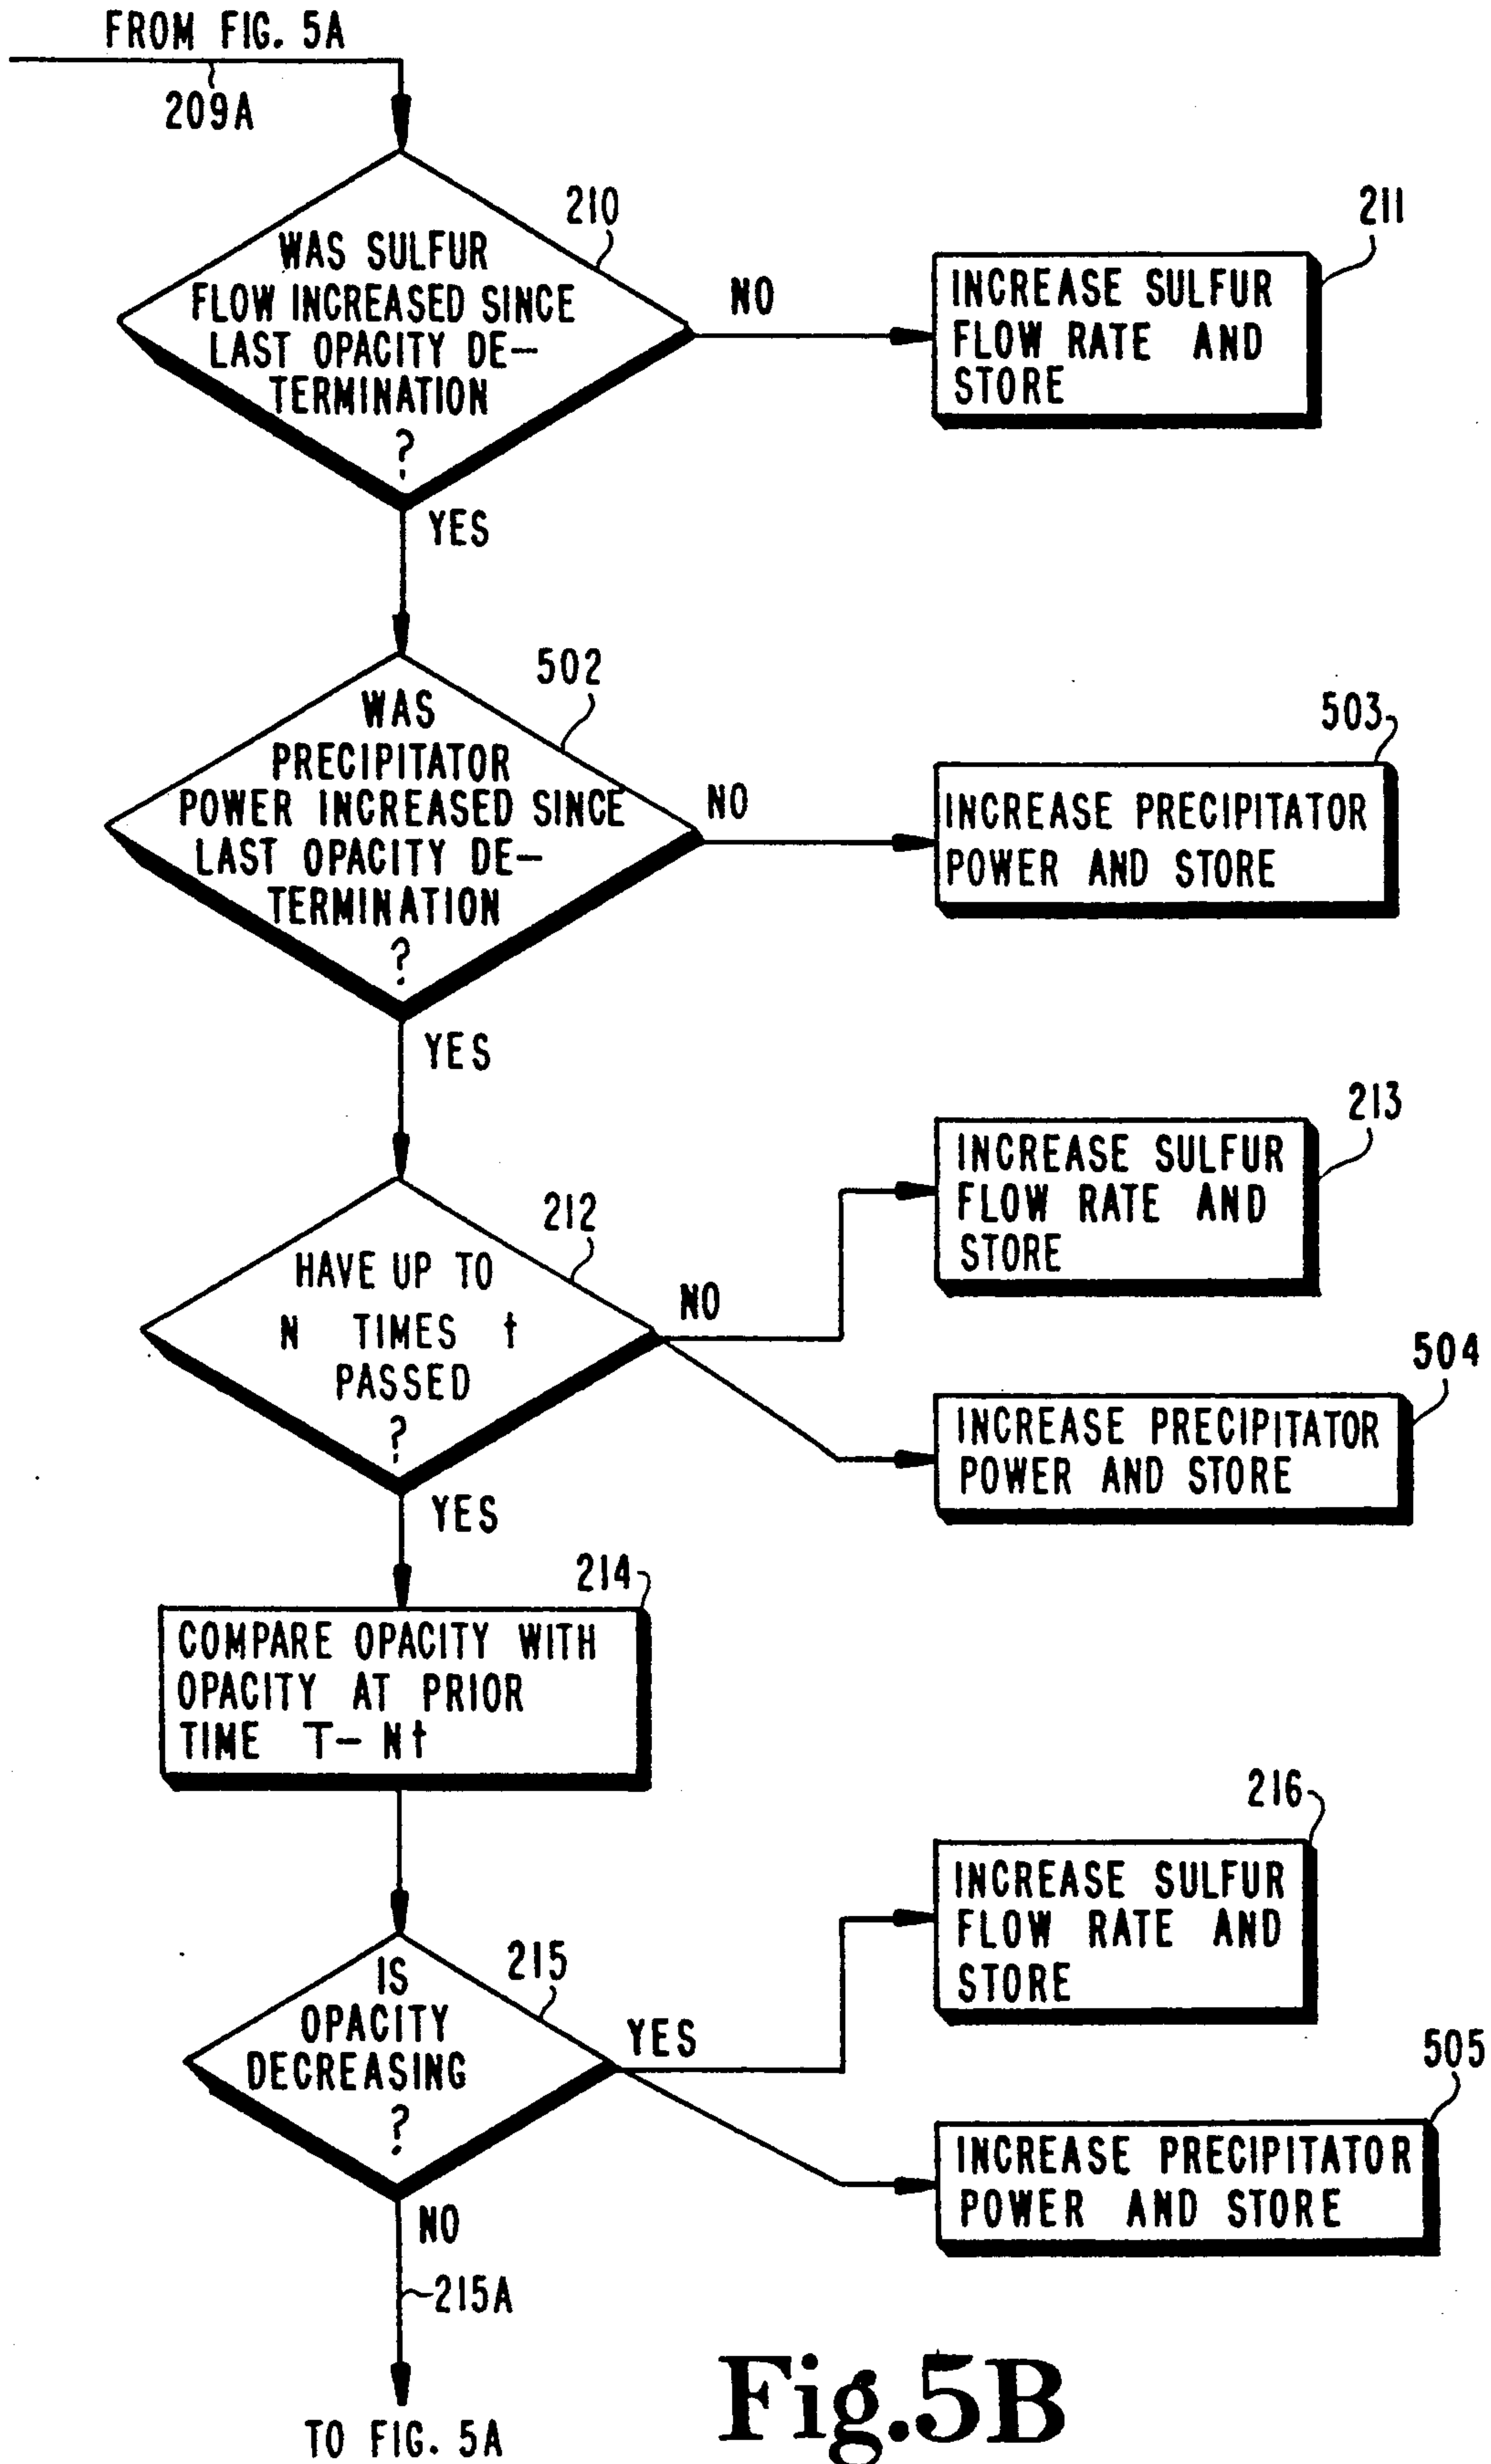 FROM FIG. 5A
209A
210
WAS SULFUR
FLOW INCREASED SINCE
LAST OPACITY DE-
TERMINATION
?
NO
211
INCREASE SULFUR
FLOW RATE AND
STORE
YES
502
WAS
PRECIPITATOR
POWER INCREASED SINCE
LAST OPACITY DE-
TERMINATION
?
NO
503
INCREASE PRECIPITATOR
POWER AND STORE
YES
212
HAVE UP TO
N TIMES t
PASSED
?
NO
213
INCREASE SULFUR
FLOW RATE AND
STORE
504
INCREASE PRECIPITATOR
POWER AND STORE
YES
214
COMPARE OPACITY WITH
OPACITY AT PRIOR
TIME T- Nt
215
IS
OPACITY
DECREASING
?
YES
216
INCREASE SULFUR
FLOW RATE AND
STORE
505
INCREASE PRECIPITATOR
POWER AND STORE
NO
215A
TO FIG. 5A
Fig.5B